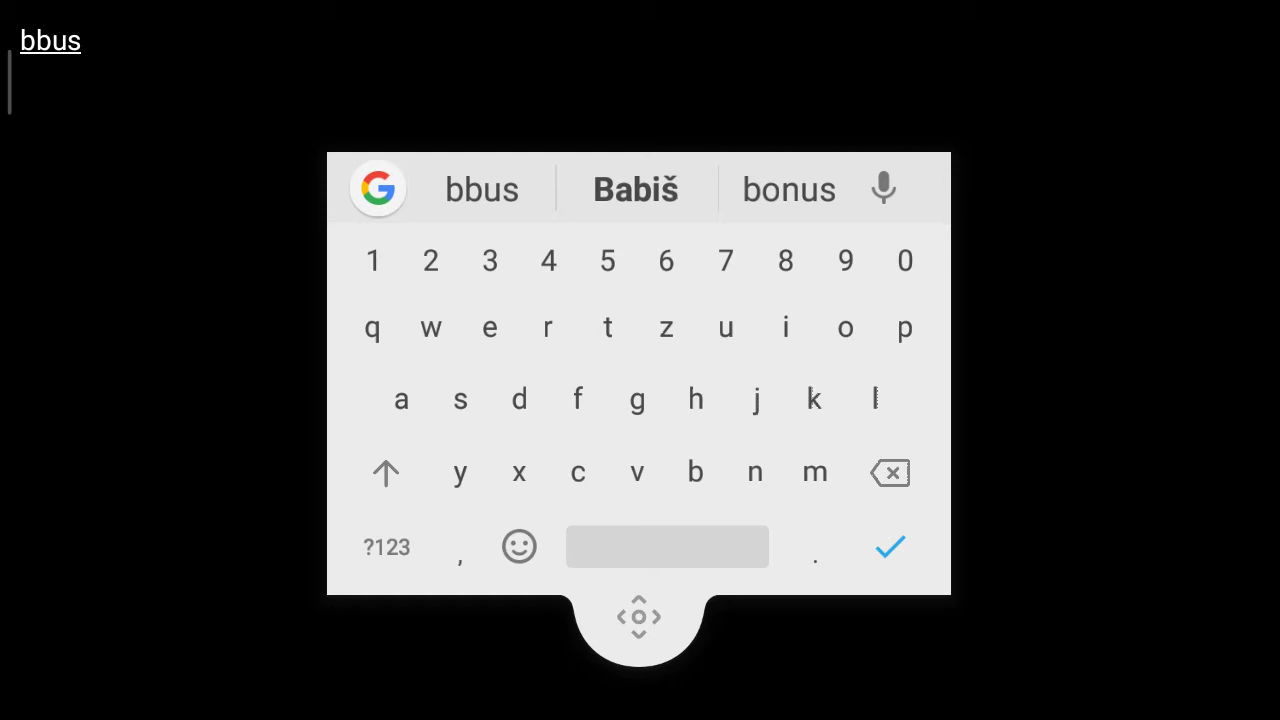 bbus
bbus Babiš bonus
1 2 3 4 5 6 7 8 9 0
q w e r t z u i o p
a s d f g h j k l
y x c v b n m
?123 , .